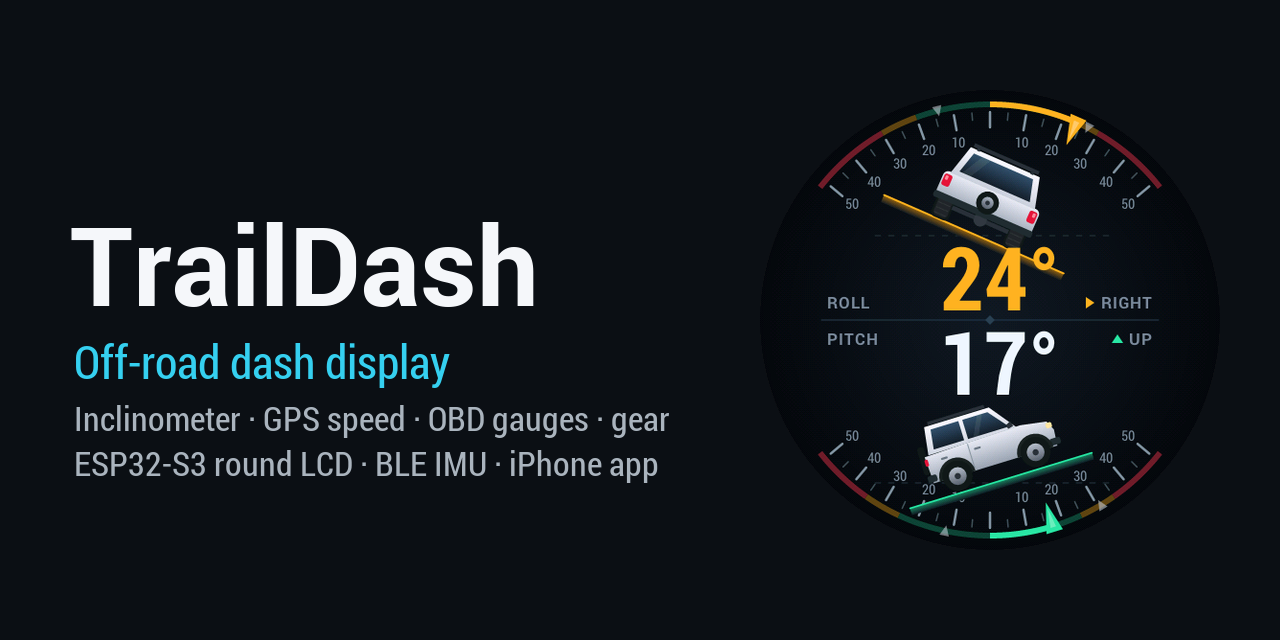 TrailDash
Off-road dash display
Inclinometer · GPS speed · OBD gauges · gear
ESP32-S3 round LCD · BLE IMU · iPhone app
50 40 30 20 10 10 20 30 40 50
24°
ROLL RIGHT
PITCH UP
17°
50 40 30 20 10 20 30 40 50